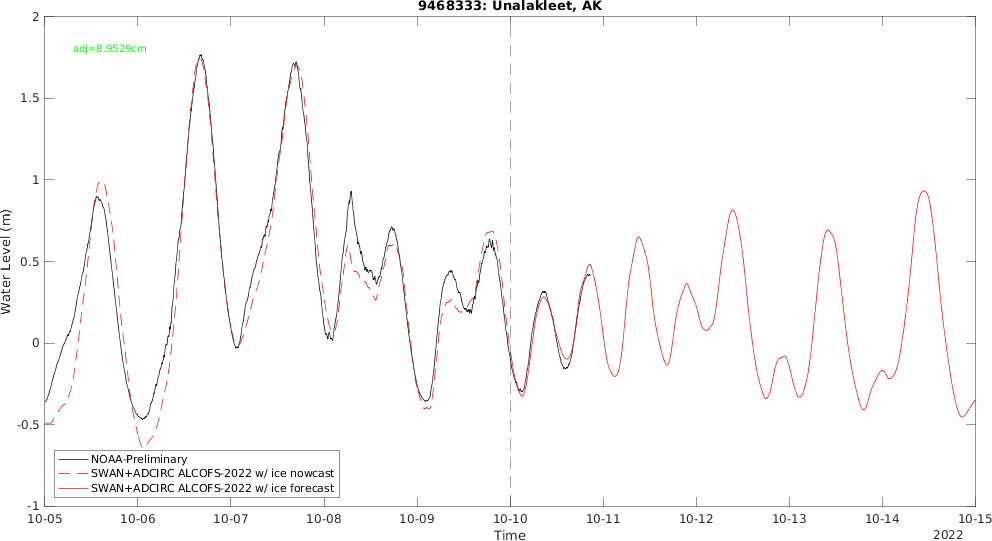 9468333: Unalakleet, AK
adj=8.9529cm
Water Level (m)
2
1.5
1
0.5
0
-0.5
-1
NOAA-Preliminary
SWAN+ADCIRC ALCOFS-2022 w/ ice nowcast
SWAN+ADCIRC ALCOFS-2022 w/ ice forecast
10-05 10-06 10-07 10-08 10-09 10-10 10-11 10-12 10-13 10-14 10-15
Time
2022